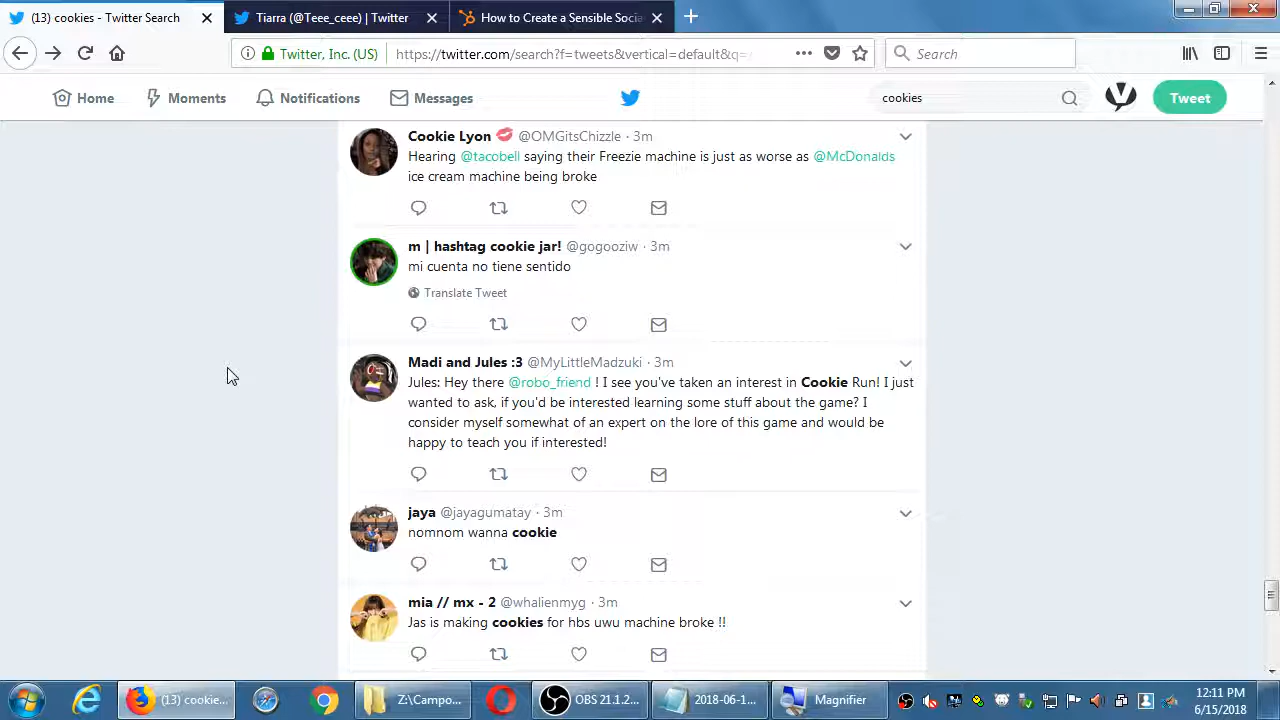 (13) cookies - Twitter Search
Tiarra (@Teee_ceee) | Twitter
How to Create a Sensible Socia
Twitter, Inc. (US)
https://twitter.com/search?f=tweets&vertical=default&q=
Search
Home
Moments
Notifications
Messages
cookies
Tweet
Cookie Lyon 💋 @OMGitsChizzle · 3m
Hearing @tacobell saying their Freezie machine is just as worse as @McDonalds
ice cream machine being broke
m | hashtag cookie jar! @gogooziw · 3m
mi cuenta no tiene sentido
Translate Tweet
Madi and Jules :3 @MyLittleMadzuki · 3m
Jules: Hey there @robo_friend ! I see you've taken an interest in Cookie Run! I just
wanted to ask, if you'd be interested learning some stuff about the game? I
consider myself somewhat of an expert on the lore of this game and would be
happy to teach you if interested!
jaya @jayagumatay · 3m
nomnom wanna cookie
mia // mx - 2 @whalienmyg · 3m
Jas is making cookies for hbs uwu machine broke !!
(13) cookie...
Z:\Campo...
OBS 21.1.2...
2018-06-1...
Magnifier
12:11 PM
6/15/2018